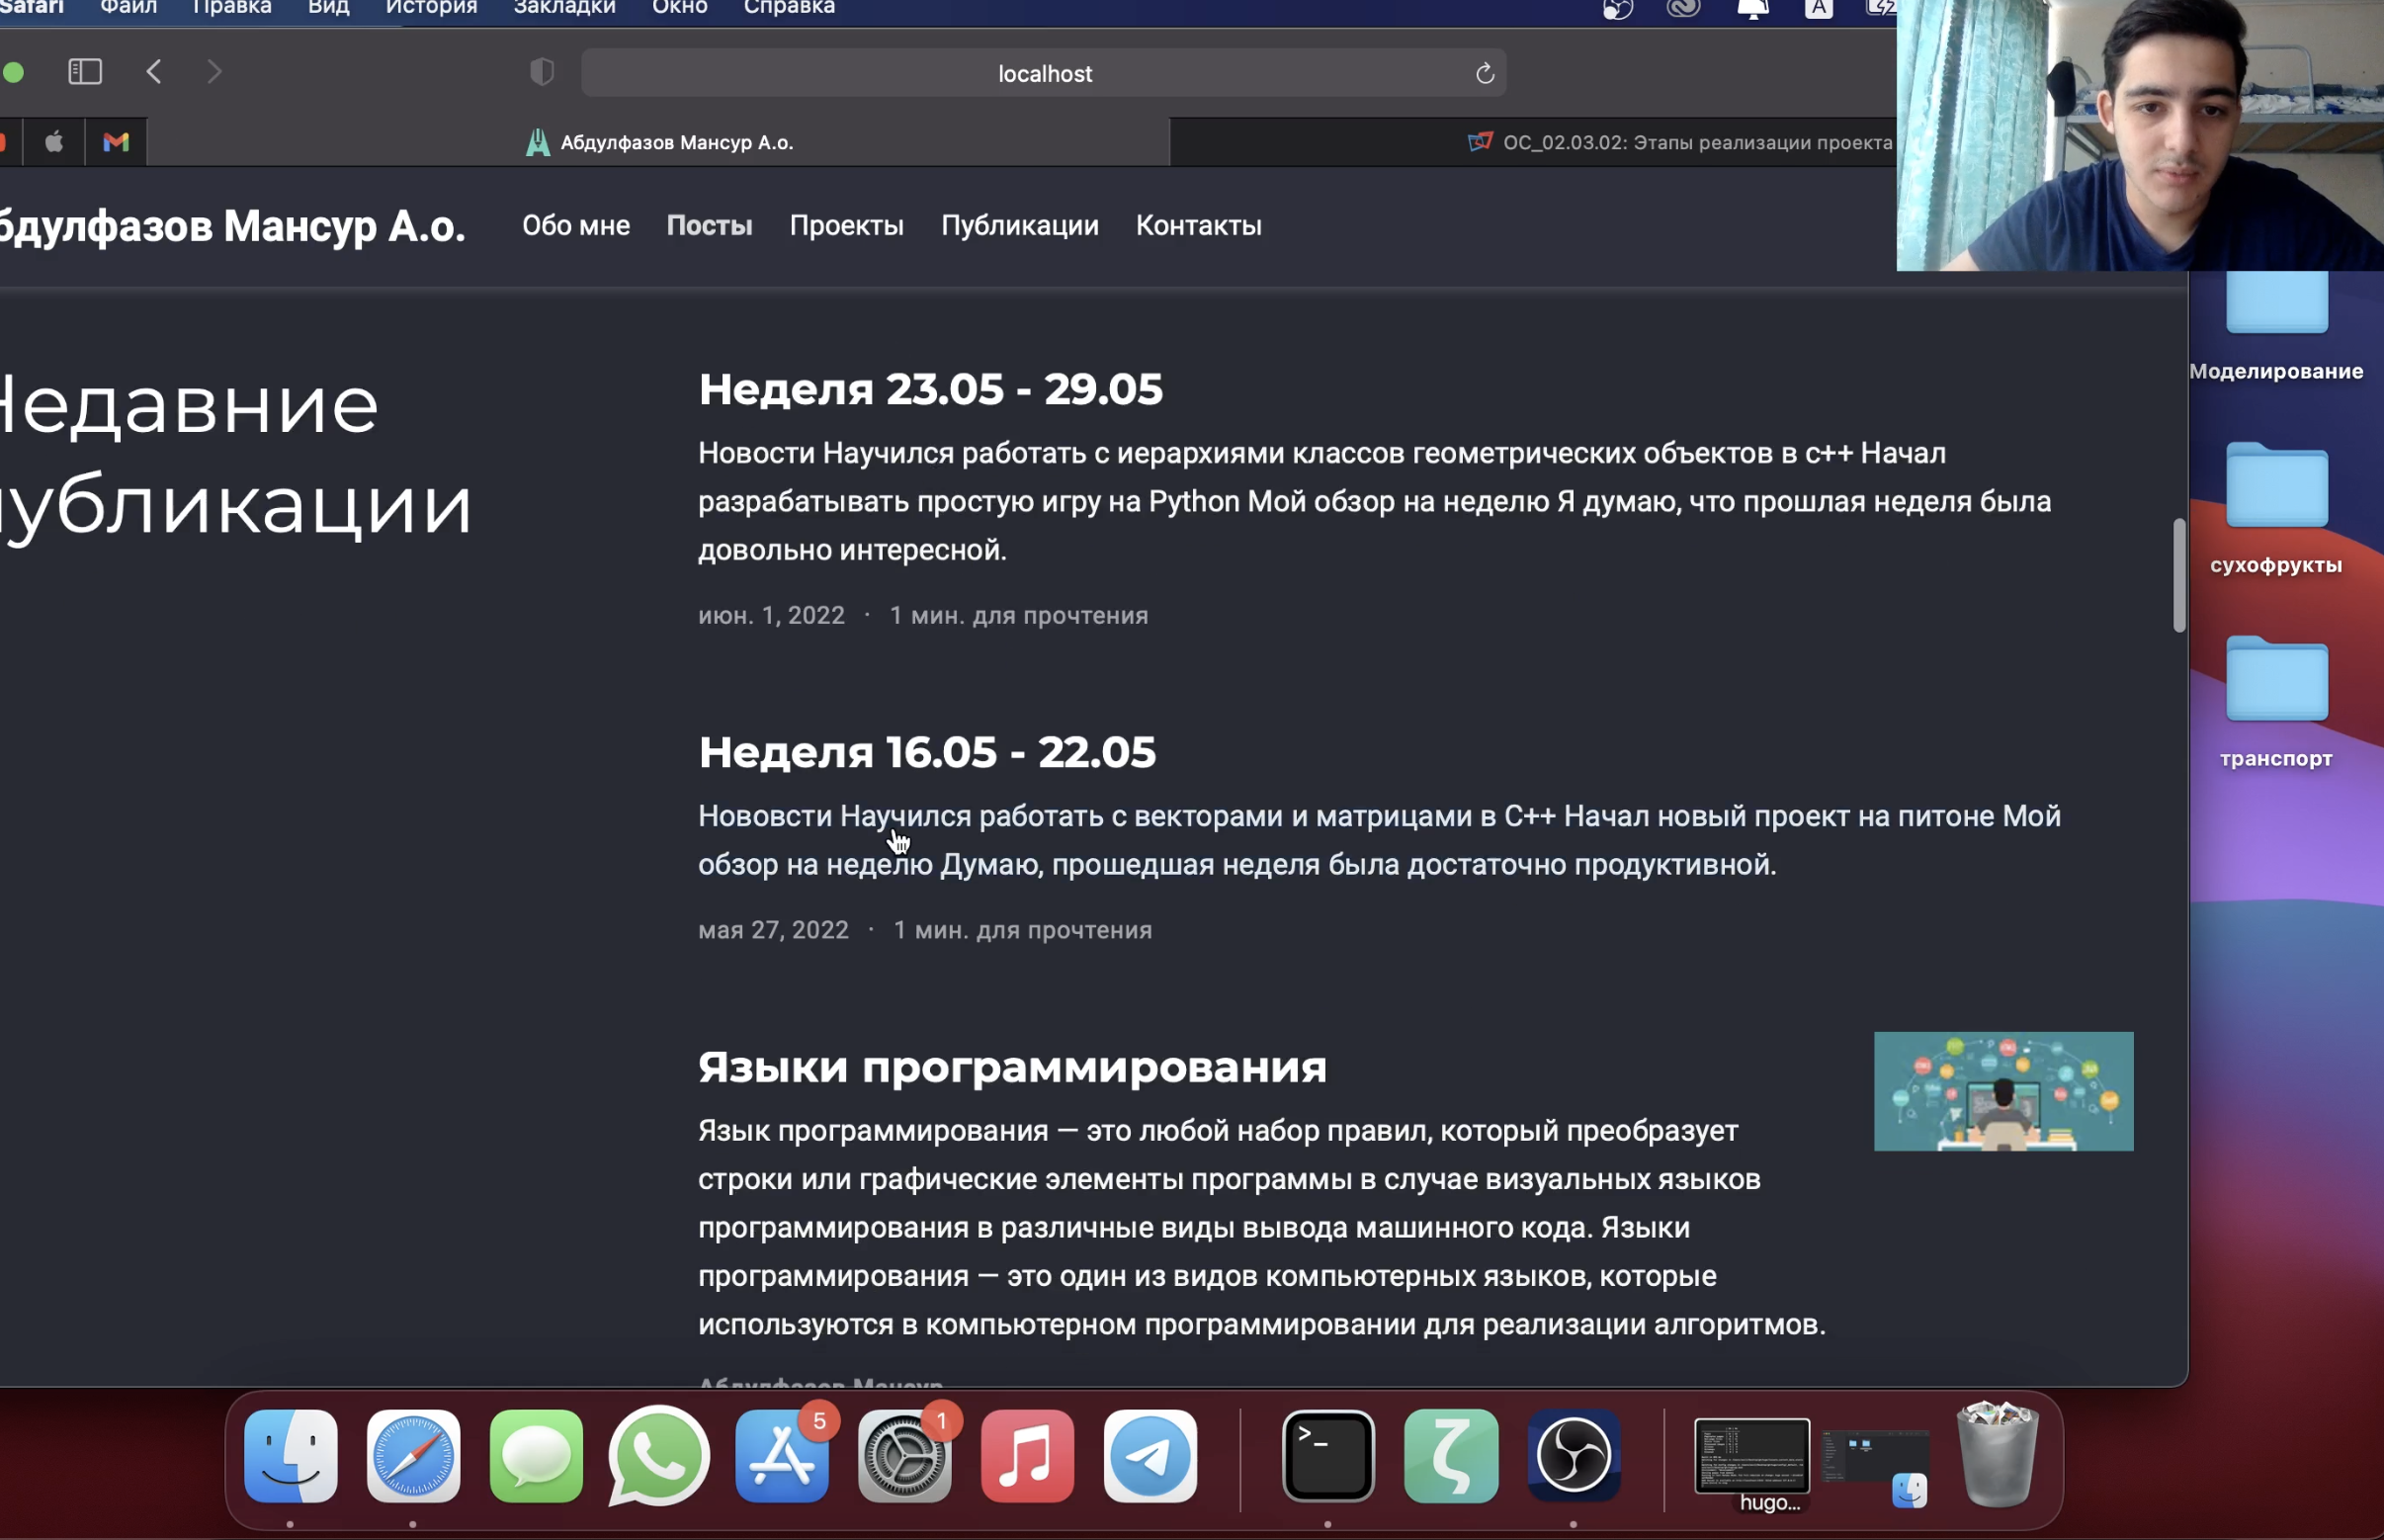 Safari Файл Правка Вид История Закладки Окно Справка
A
localhost
Абдулфазов Мансур А.о.
ОС_02.03.02: Этапы реализации проекта
бдулфазов Мансур А.о. Обо мне Посты Проекты Публикации Контакты
Недавние
публикации
Неделя 23.05 - 29.05
Новости Научился работать с иерархиями классов геометрических объектов в с++ Начал
разрабатывать простую игру на Python Мой обзор на неделю Я думаю, что прошлая неделя была
довольно интересной.
июн. 1, 2022 · 1 мин. для прочтения
Неделя 16.05 - 22.05
Нововсти Научился работать с векторами и матрицами в С++ Начал новый проект на питоне Мой
обзор на неделю Думаю, прошедшая неделя была достаточно продуктивной.
мая 27, 2022 · 1 мин. для прочтения
Языки программирования
Язык программирования — это любой набор правил, который преобразует
строки или графические элементы программы в случае визуальных языков
программирования в различные виды вывода машинного кода. Языки
программирования — это один из видов компьютерных языков, которые
используются в компьютерном программировании для реализации алгоритмов.
Абдулфазов Мансур
Моделирование
сухофрукты
транспорт
5
1
hugo...